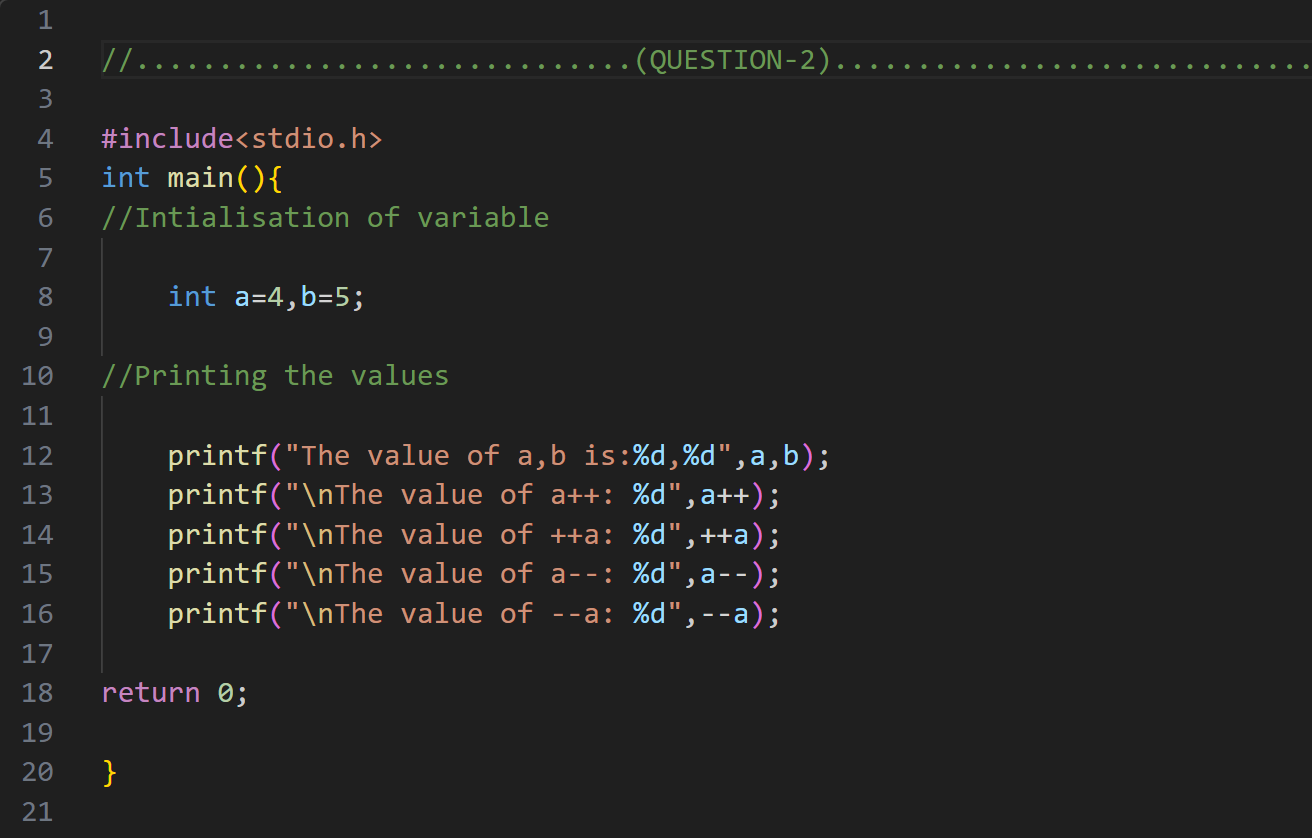 1
2 //..............................(QUESTION-2).............................
3
4 #include<stdio.h>
5 int main(){
6 //Intialisation of variable
7
8     int a=4,b=5;
9
10 //Printing the values
11
12     printf("The value of a,b is:%d,%d",a,b);
13     printf("\nThe value of a++: %d",a++);
14     printf("\nThe value of ++a: %d",++a);
15     printf("\nThe value of a--: %d",a--);
16     printf("\nThe value of --a: %d",--a);
17
18 return 0;
19
20 }
21